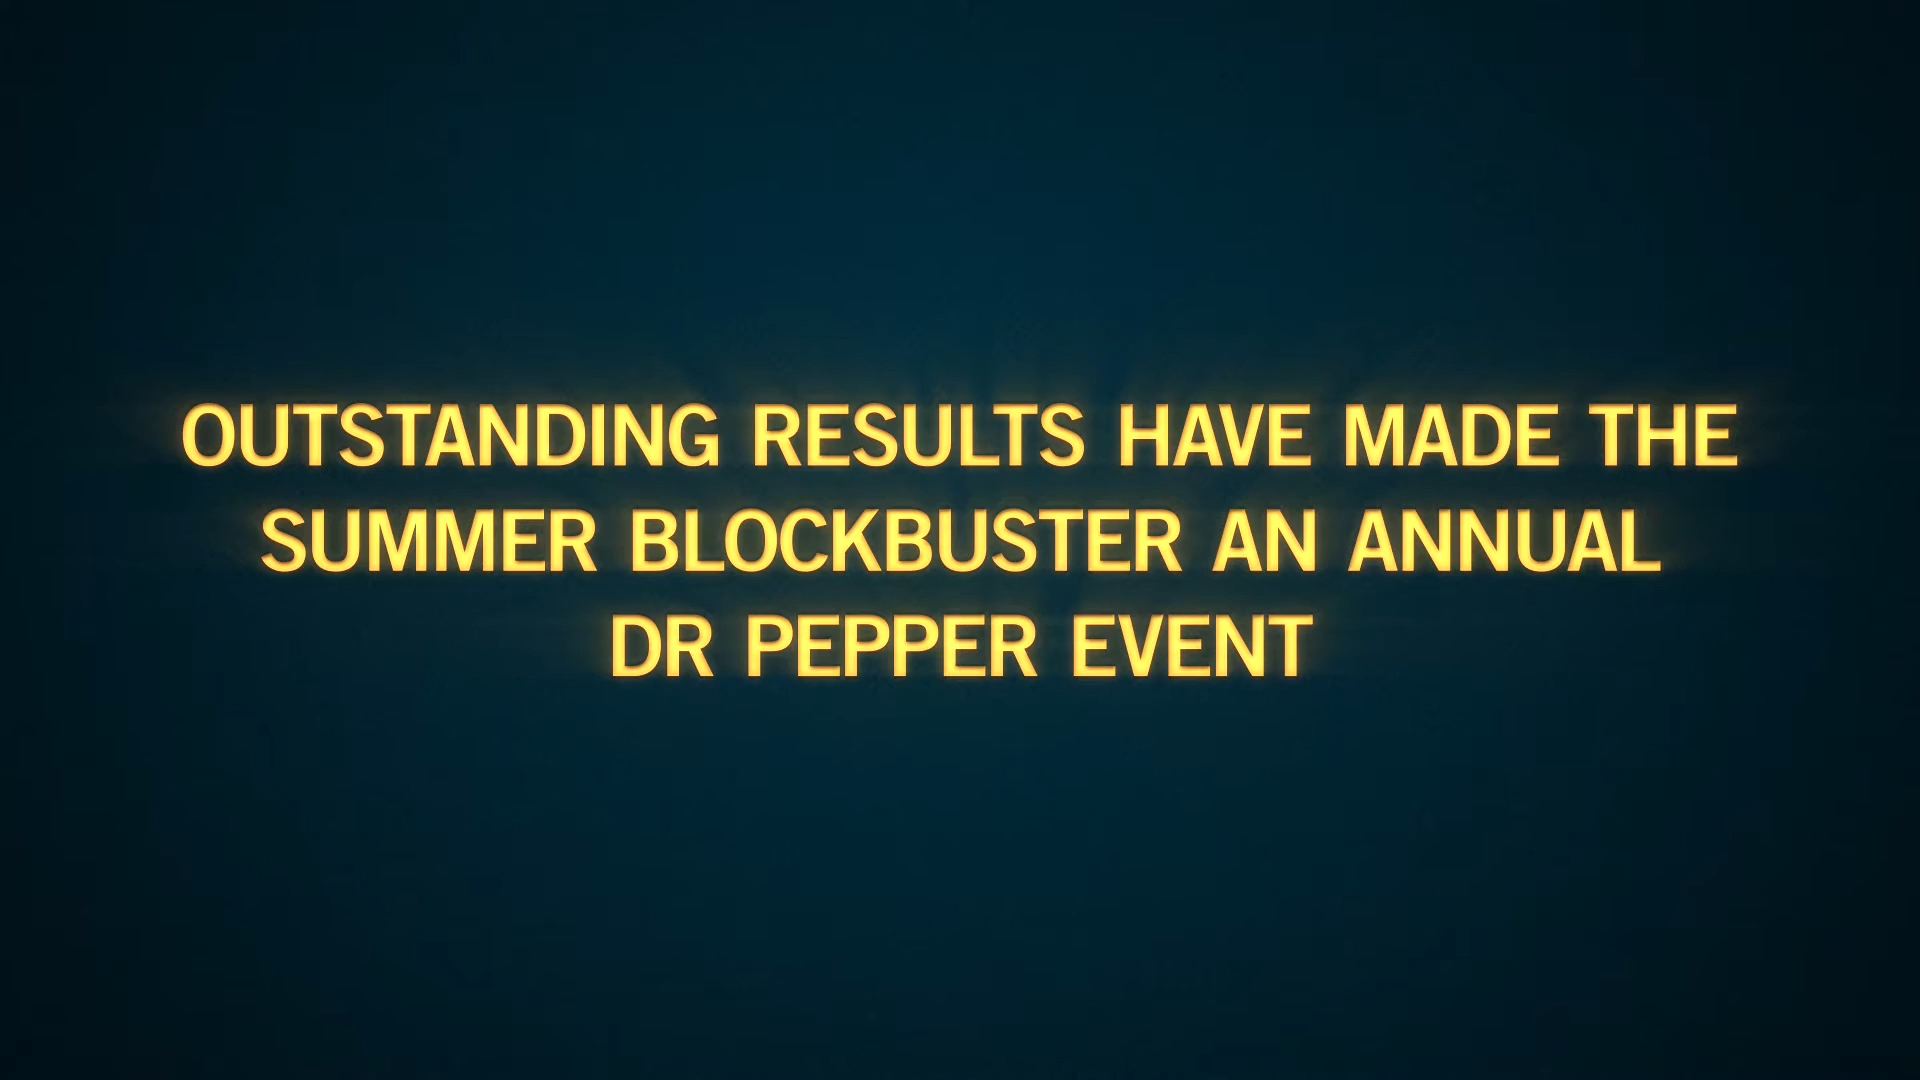 OUTSTANDING RESULTS HAVE MADE THE
SUMMER BLOCKBUSTER AN ANNUAL
DR PEPPER EVENT